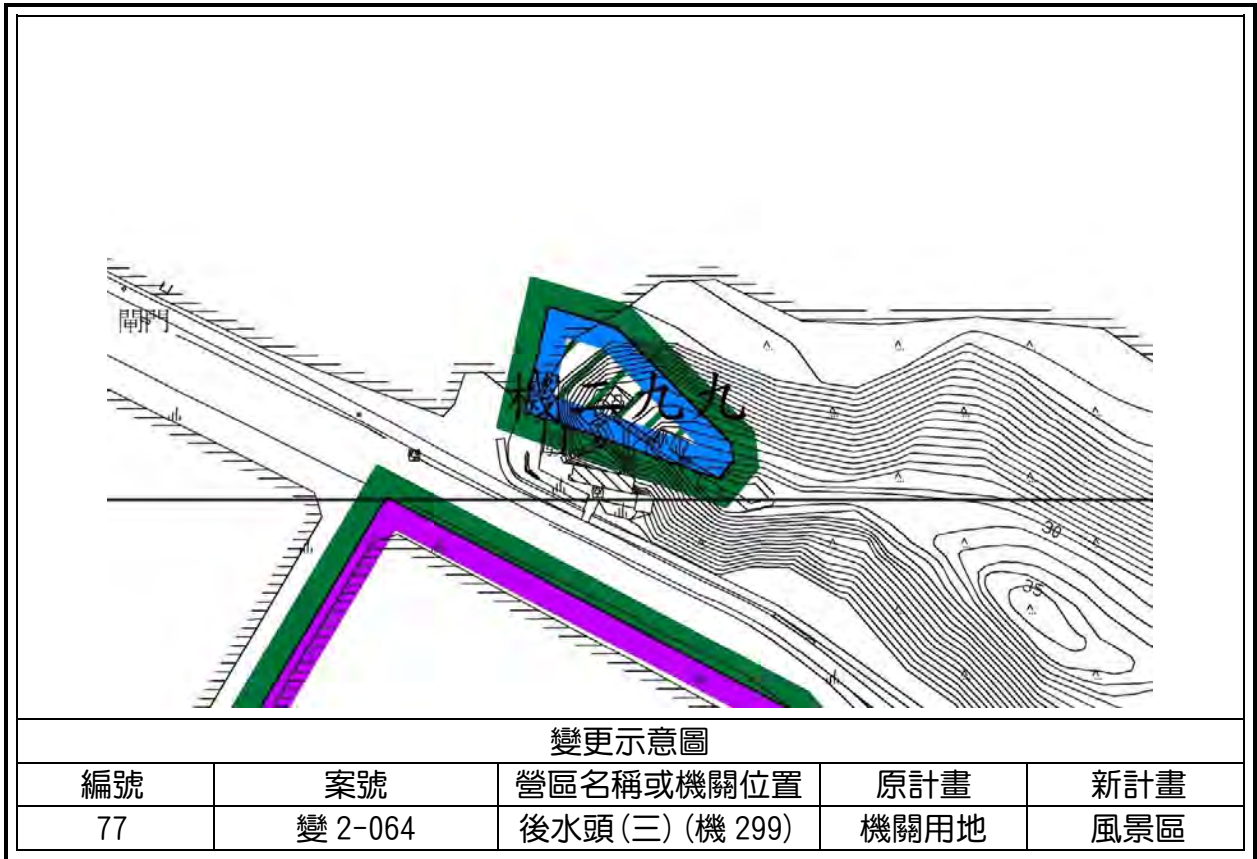 閘門
機二九九
30
35
變更示意圖
編號 案號 營區名稱或機關位置 原計畫 新計畫
77 變 2-064 後水頭(三)(機 299) 機關用地 風景區